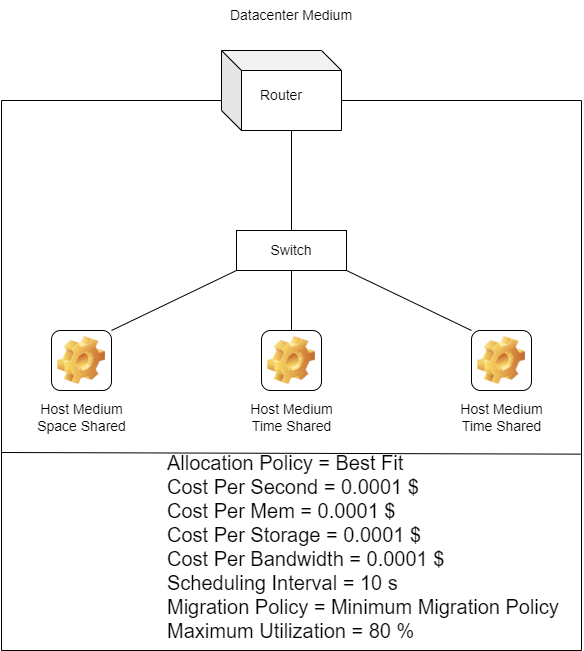 Datacenter Medium
Router
Switch
Host Medium
Space Shared
Host Medium
Time Shared
Host Medium
Time Shared
Allocation Policy = Best Fit
Cost Per Second = 0.0001 $
Cost Per Mem = 0.0001 $
Cost Per Storage = 0.0001 $
Cost Per Bandwidth = 0.0001 $
Scheduling Interval = 10 s
Migration Policy = Minimum Migration Policy
Maximum Utilization = 80 %